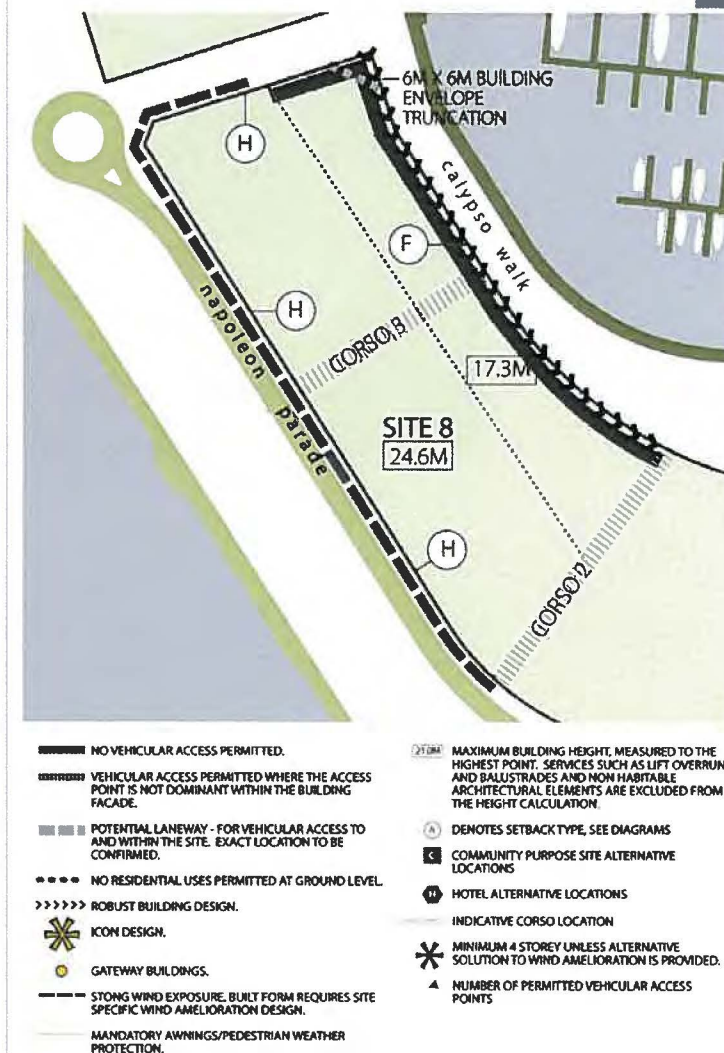 6M X 6M BUILDING
ENVELOPE
TRUNCATION
H
calypso walk
F
napoleon parade
H
CORSO 3
17.3M
SITE 8
24.6M
H
CORSO 2
NO VEHICULAR ACCESS PERMITTED.
VEHICULAR ACCESS PERMITTED WHERE THE ACCESS
POINT IS NOT DOMINANT WITHIN THE BUILDING
FACADE.
POTENTIAL LANEWAY - FOR VEHICULAR ACCESS TO
AND WITHIN THE SITE. EXACT LOCATION TO BE
CONFIRMED.
NO RESIDENTIAL USES PERMITTED AT GROUND LEVEL.
ROBUST BUILDING DESIGN.
ICON DESIGN.
GATEWAY BUILDINGS.
STONG WIND EXPOSURE. BUILT FORM REQUIRES SITE
SPECIFIC WIND AMELIORATION DESIGN.
MANDATORY AWNINGS/PEDESTRIAN WEATHER
PROTECTION.
MAXIMUM BUILDING HEIGHT, MEASURED TO THE
HIGHEST POINT. SERVICES SUCH AS LIFT OVERRUN
AND BALUSTRADES AND NON HABITABLE
ARCHITECTURAL ELEMENTS ARE EXCLUDED FROM
THE HEIGHT CALCULATION.
A DENOTES SETBACK TYPE, SEE DIAGRAMS
C COMMUNITY PURPOSE SITE ALTERNATIVE
LOCATIONS
H HOTEL ALTERNATIVE LOCATIONS
INDICATIVE CORSO LOCATION
MINIMUM 4 STOREY UNLESS ALTERNATIVE
SOLUTION TO WIND AMELIORATION IS PROVIDED.
NUMBER OF PERMITTED VEHICULAR ACCESS
POINTS